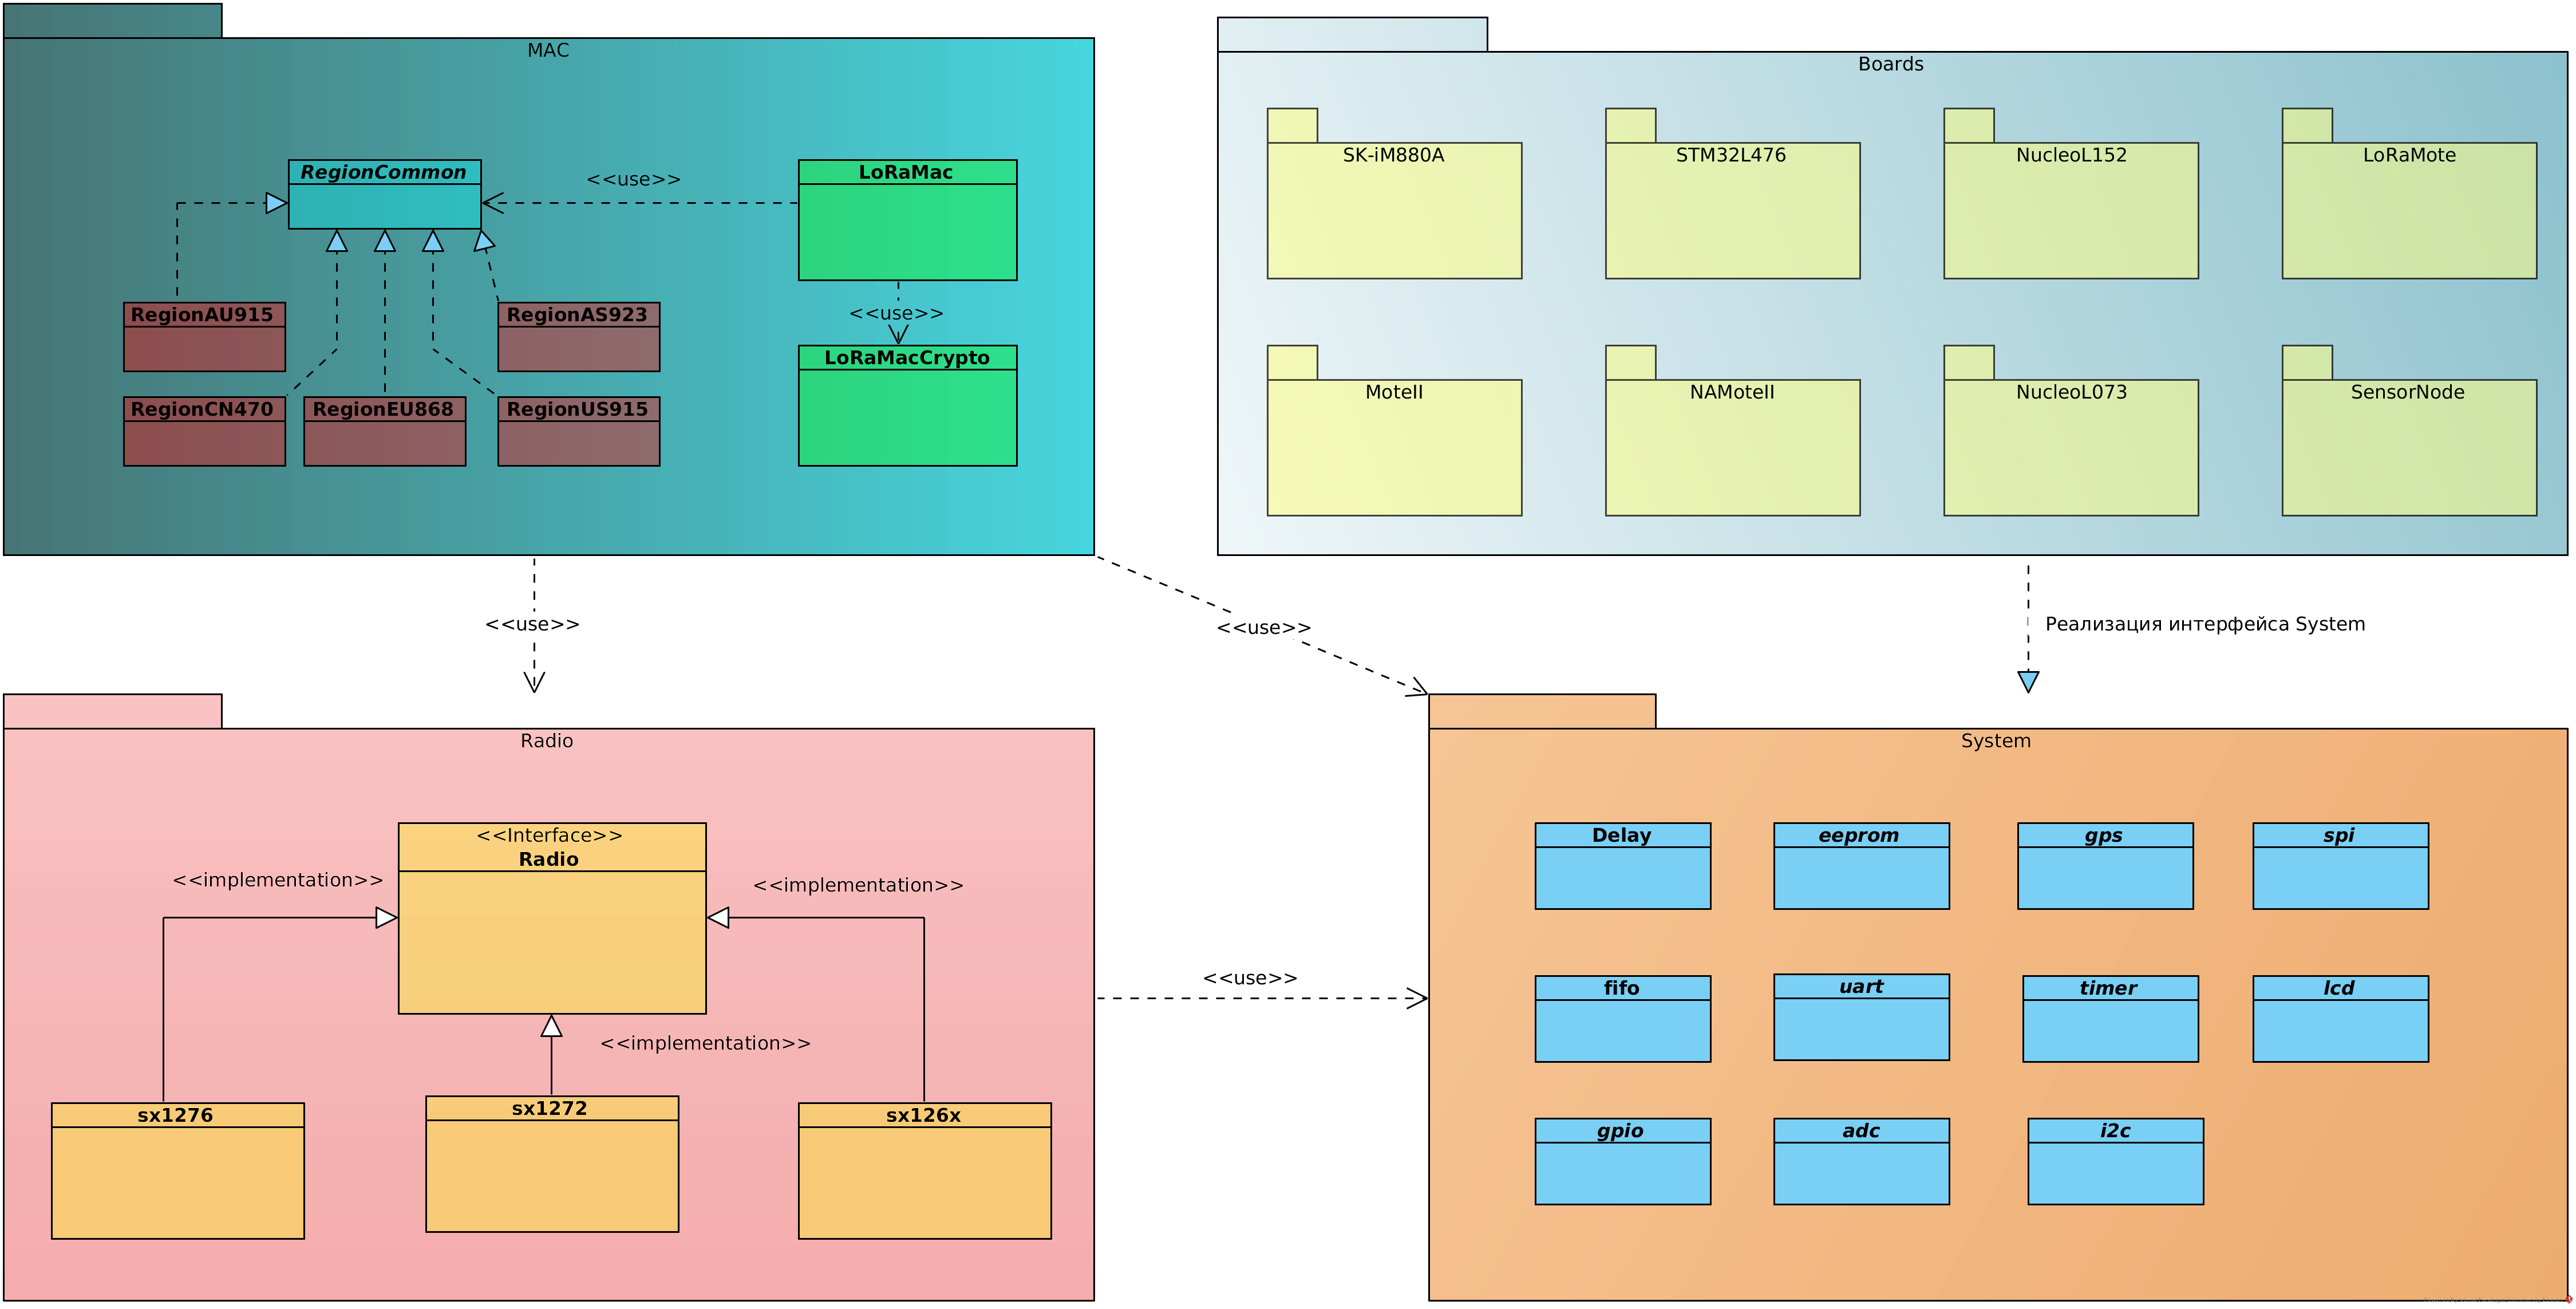 MAC
RegionCommon
<<use>>
LoRaMac
RegionAU915
RegionAS923
<<use>>
LoRaMacCrypto
RegionCN470
RegionEU868
RegionUS915
Boards
SK-iM880A
STM32L476
NucleoL152
LoRaMote
MoteII
NAMoteII
NucleoL073
SensorNode
<<use>>
<<use>>
Реализация интерфейса System
Radio
<<Interface>>
Radio
<<implementation>>
<<implementation>>
<<implementation>>
sx1276
sx1272
sx126x
<<use>>
System
Delay
eeprom
gps
spi
fifo
uart
timer
lcd
gpio
adc
i2c